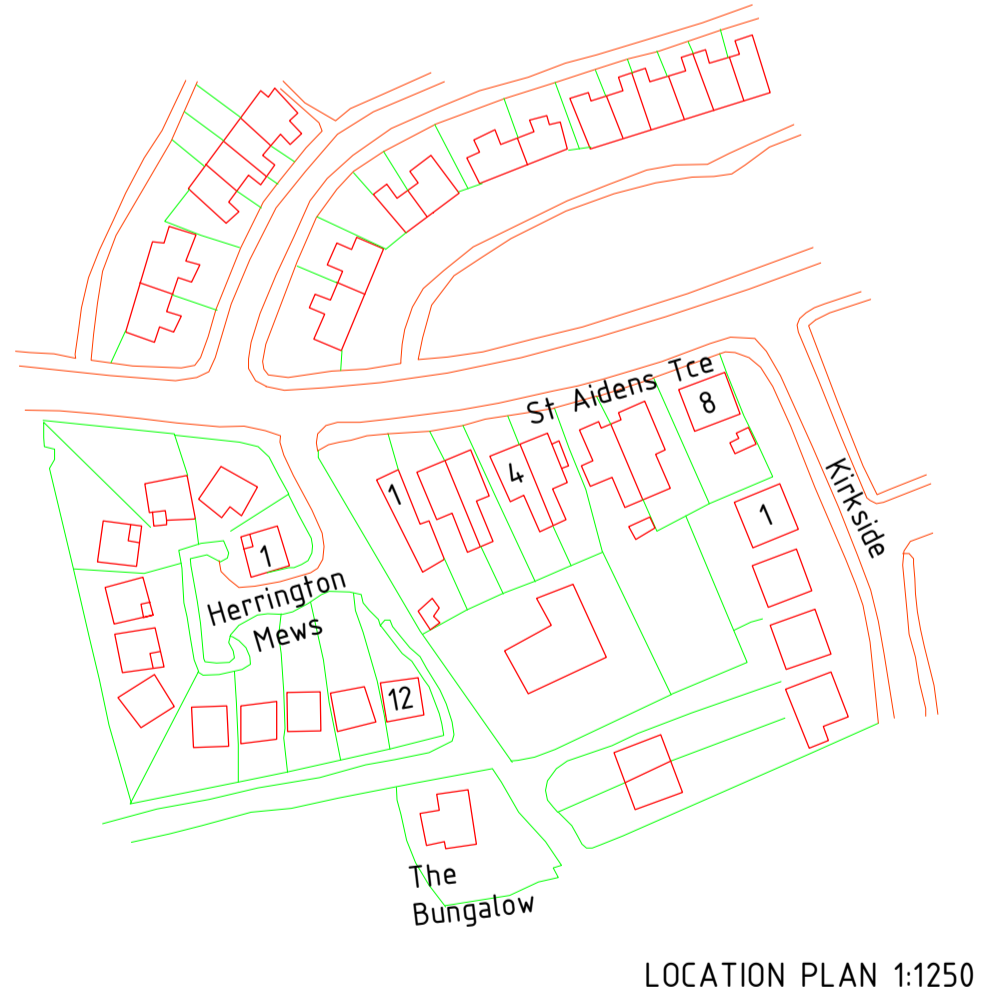 St Aidens Tce
8
1
4
1
Kirkside
1
Herrington
Mews
12
The
Bungalow
LOCATION PLAN 1:1250